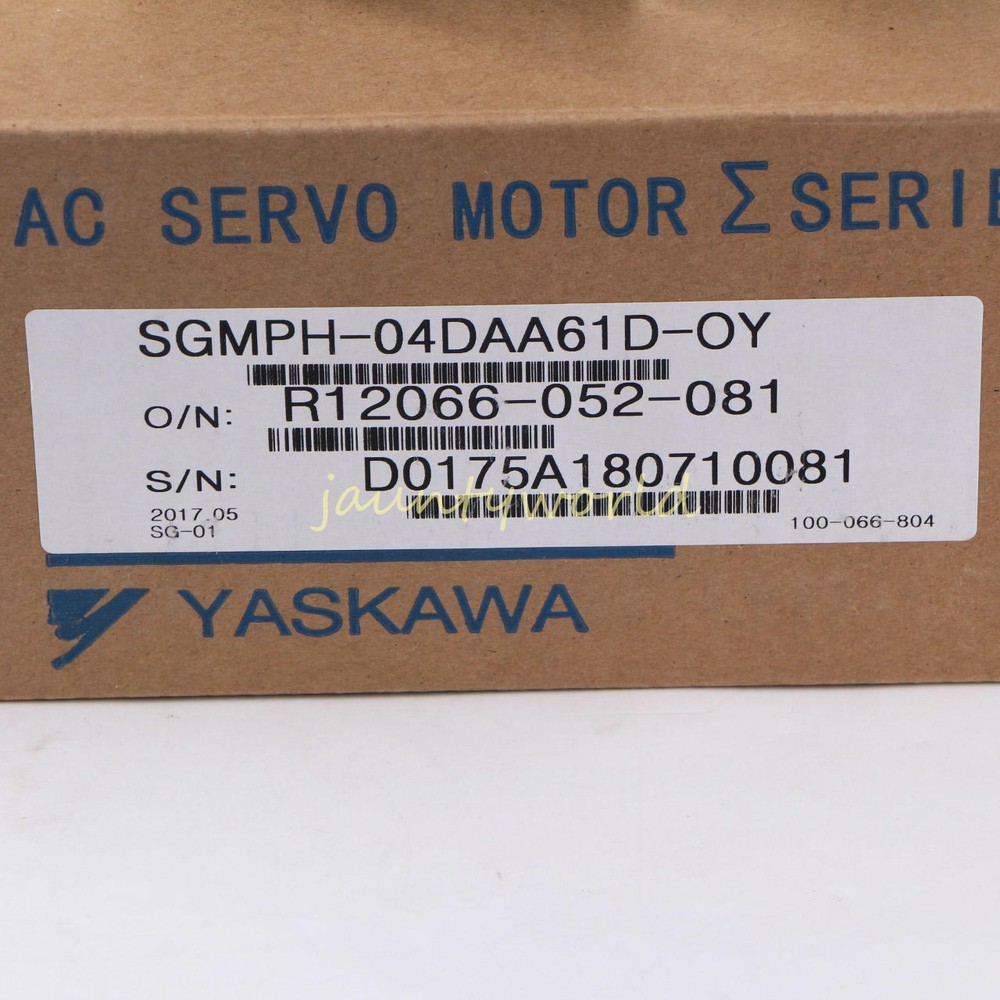 AC SERVO MOTOR Σ SERIE
SGMPH-04DAA61D-OY
O/N: R12066-052-081
S/N: D0175A180710081
2017.05
SG-01
100-066-804
jauntyworld
YASKAWA